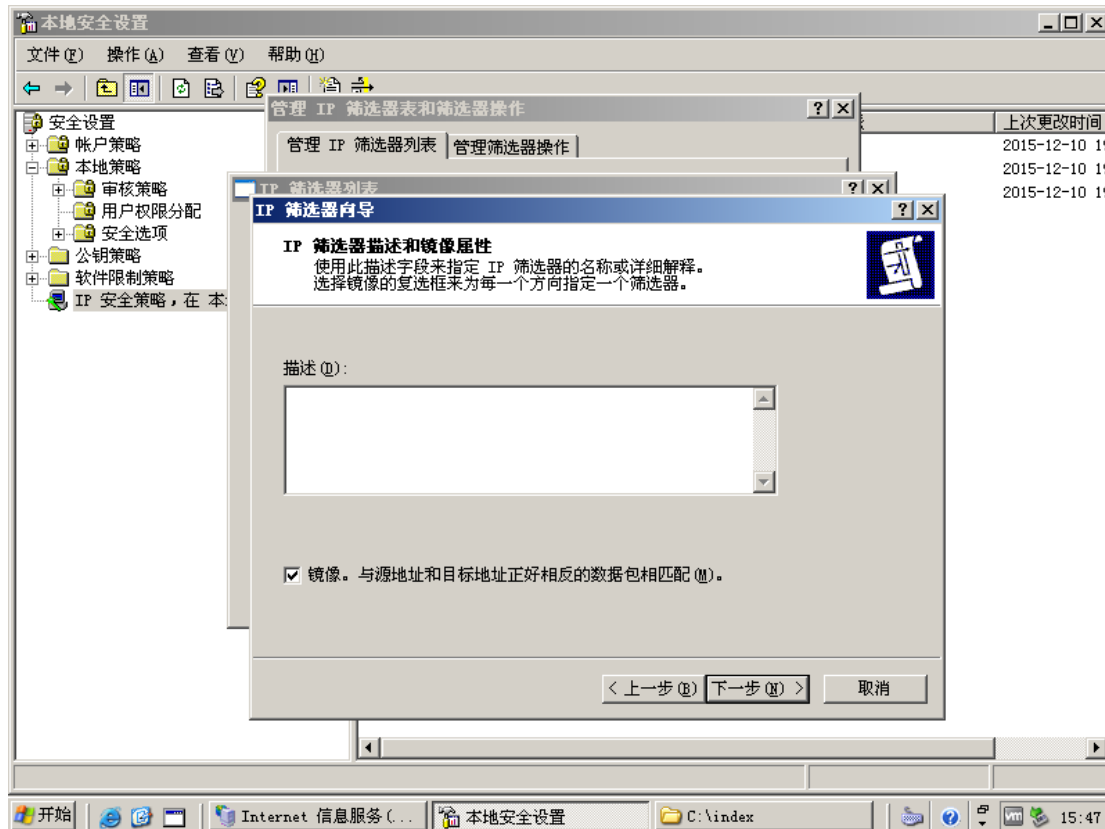 本地安全设置
文件(F) 操作(A) 查看(V) 帮助(H)
管理 IP 筛选器表和筛选器操作
管理 IP 筛选器列表 管理筛选器操作
安全设置
帐户策略
本地策略
审核策略
用户权限分配
安全选项
公钥策略
软件限制策略
IP 安全策略，在 本
上次更改时间
2015-12-10 19
2015-12-10 19
2015-12-10 19
IP 筛选器列表
IP 筛选器向导
IP 筛选器描述和镜像属性
使用此描述字段来指定 IP 筛选器的名称或详细解释。
选择镜像的复选框来为每一个方向指定一个筛选器。
描述(D):
镜像。与源地址和目标地址正好相反的数据包相匹配(M)。
< 上一步(B) 下一步(N) > 取消
开始 Internet 信息服务(... 本地安全设置 C:\index 15:47